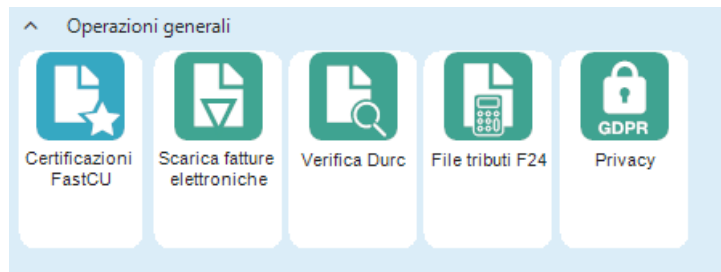 Operazioni generali
GDPR
Certificazioni
FastCU
Scarica fatture
elettroniche
Verifica Durc
File tributi F24
Privacy